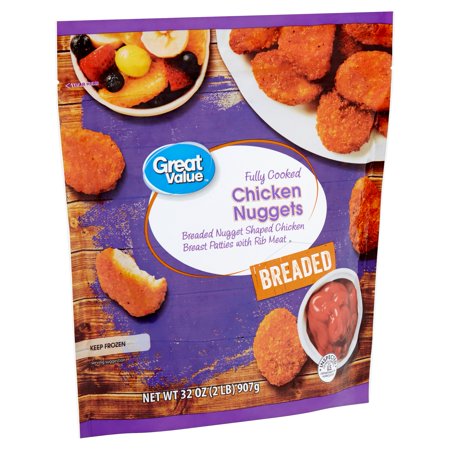 Great
Value
Fully Cooked
Chicken
Nuggets
Breaded Nugget Shaped Chicken
Breast Patties with Rib Meat
BREADED
KEEP FROZEN
NET WT 32 OZ (2 LB) 907g